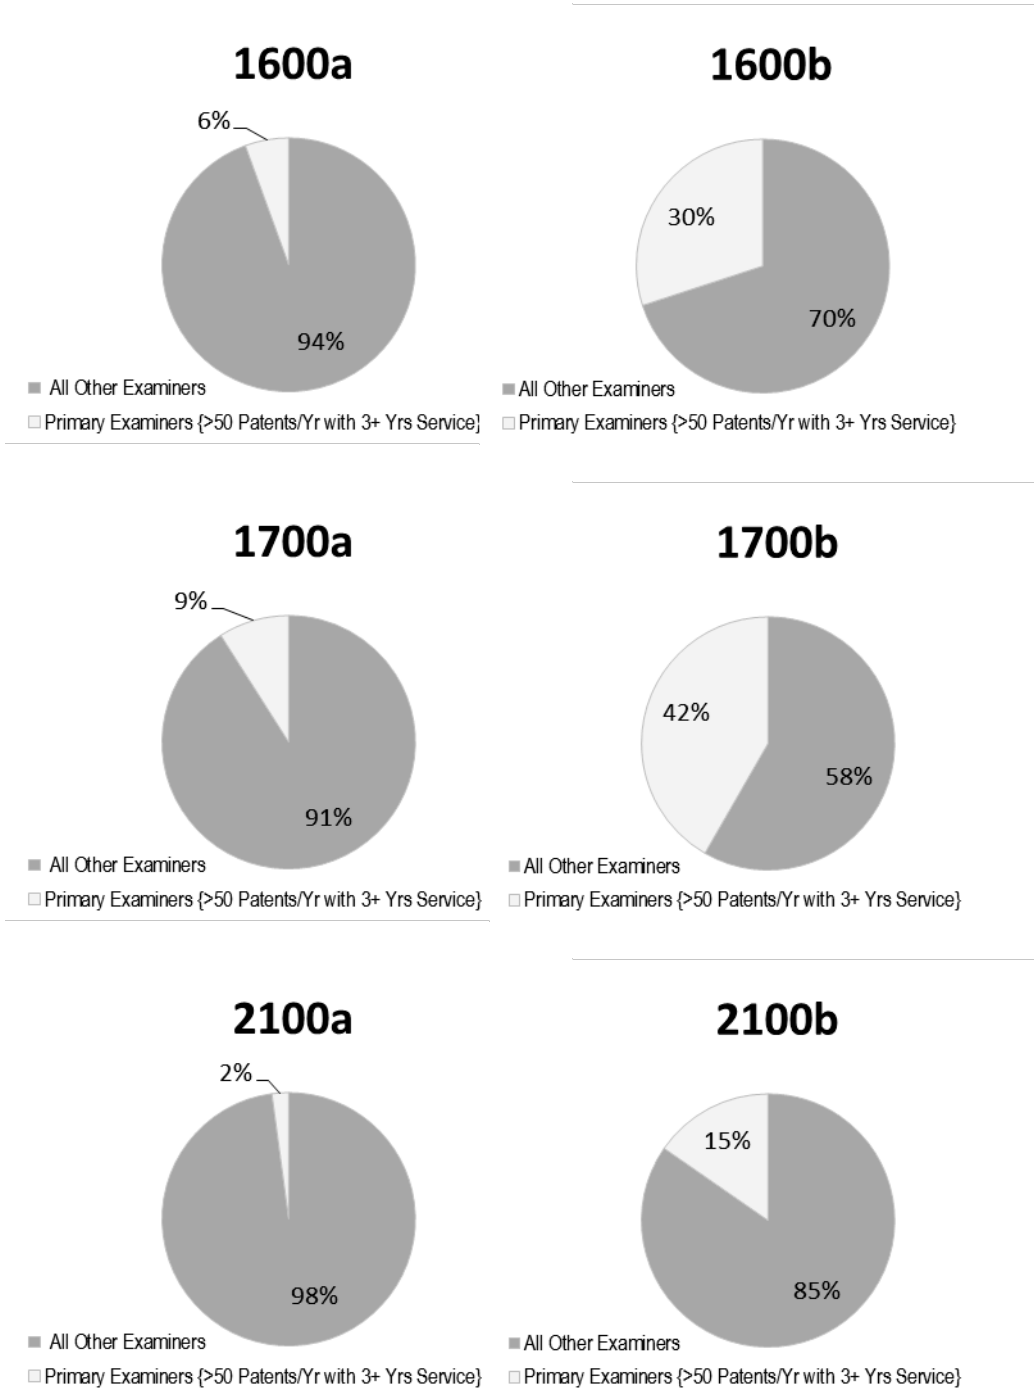 1600a
6%
94%
All Other Examiners
Primary Examiners {>50 Patents/Yr with 3+ Yrs Service}
1600b
30%
70%
All Other Examiners
Primary Examiners {>50 Patents/Yr with 3+ Yrs Service}
1700a
9%
91%
All Other Examiners
Primary Examiners {>50 Patents/Yr with 3+ Yrs Service}
1700b
42%
58%
All Other Examiners
Primary Examiners {>50 Patents/Yr with 3+ Yrs Service}
2100a
2%
98%
All Other Examiners
Primary Examiners {>50 Patents/Yr with 3+ Yrs Service}
2100b
15%
85%
All Other Examiners
Primary Examiners {>50 Patents/Yr with 3+ Yrs Service}